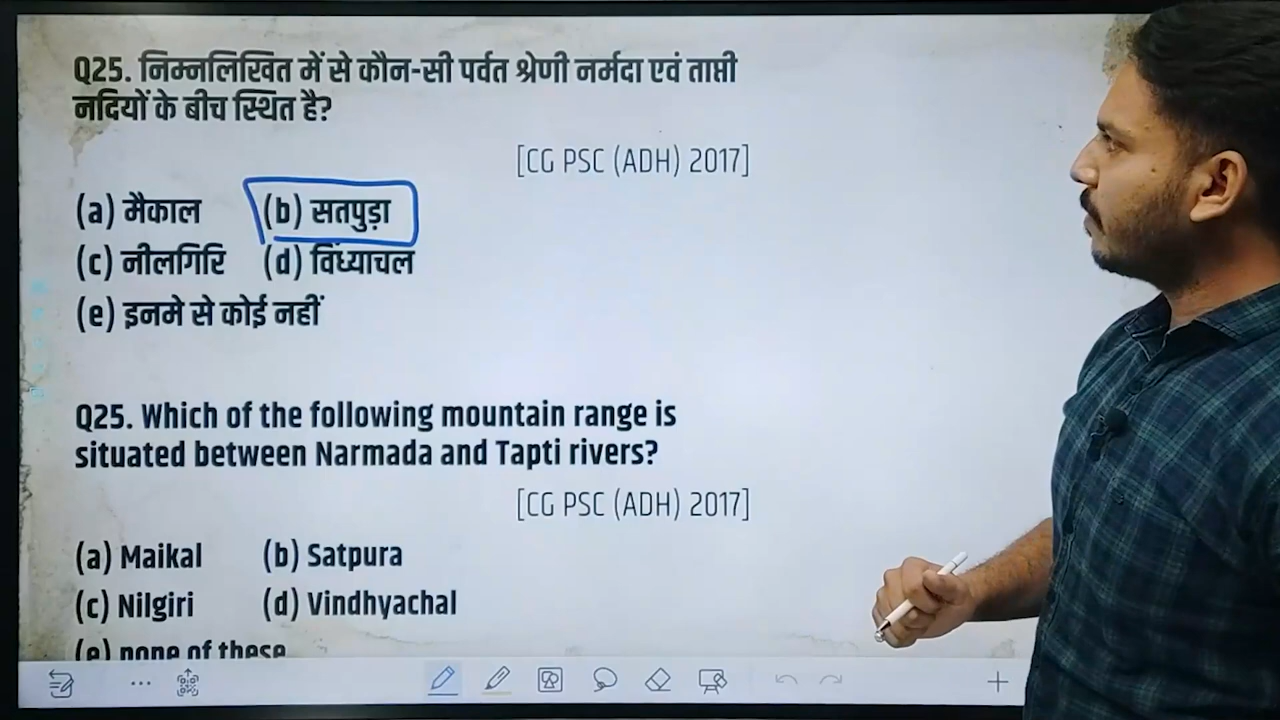 Q25. निम्नलिखित में से कौन-सी पर्वत श्रेणी नर्मदा एवं ताप्ती
नदियों के बीच स्थित है?
[CG PSC (ADH) 2017]
(a) मैकाल (b) सतपुड़ा
(c) नीलगिरि (d) विंध्याचल
(e) इनमे से कोई नहीं
Q25. Which of the following mountain range is
situated between Narmada and Tapti rivers?
[CG PSC (ADH) 2017]
(a) Maikal (b) Satpura
(c) Nilgiri (d) Vindhyachal
(e) none of these